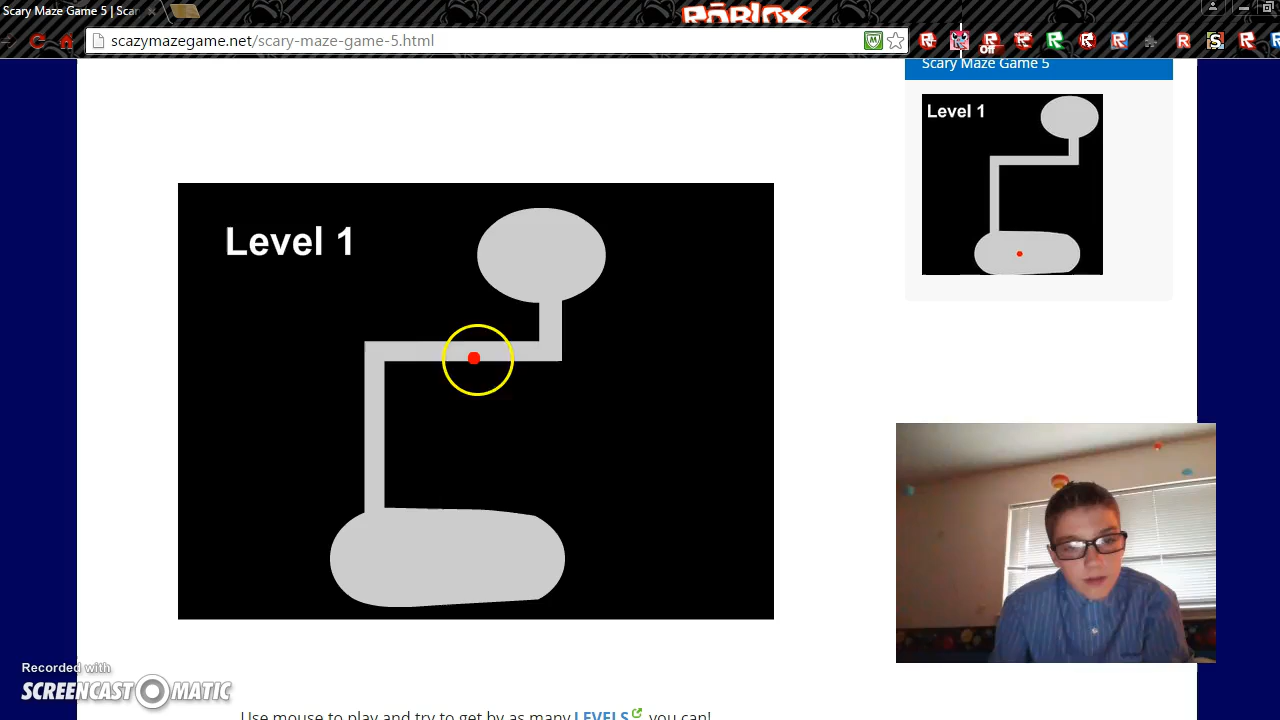 Scary Maze Game 5 | Scar
ROBLOX
scazymazegame.net/scary-maze-game-5.html
Off
Scary Maze Game 5
Level 1
Level 1
Recorded with
SCREENCAST MATIC
Use mouse to play and try to get by as many LEVELS you can!